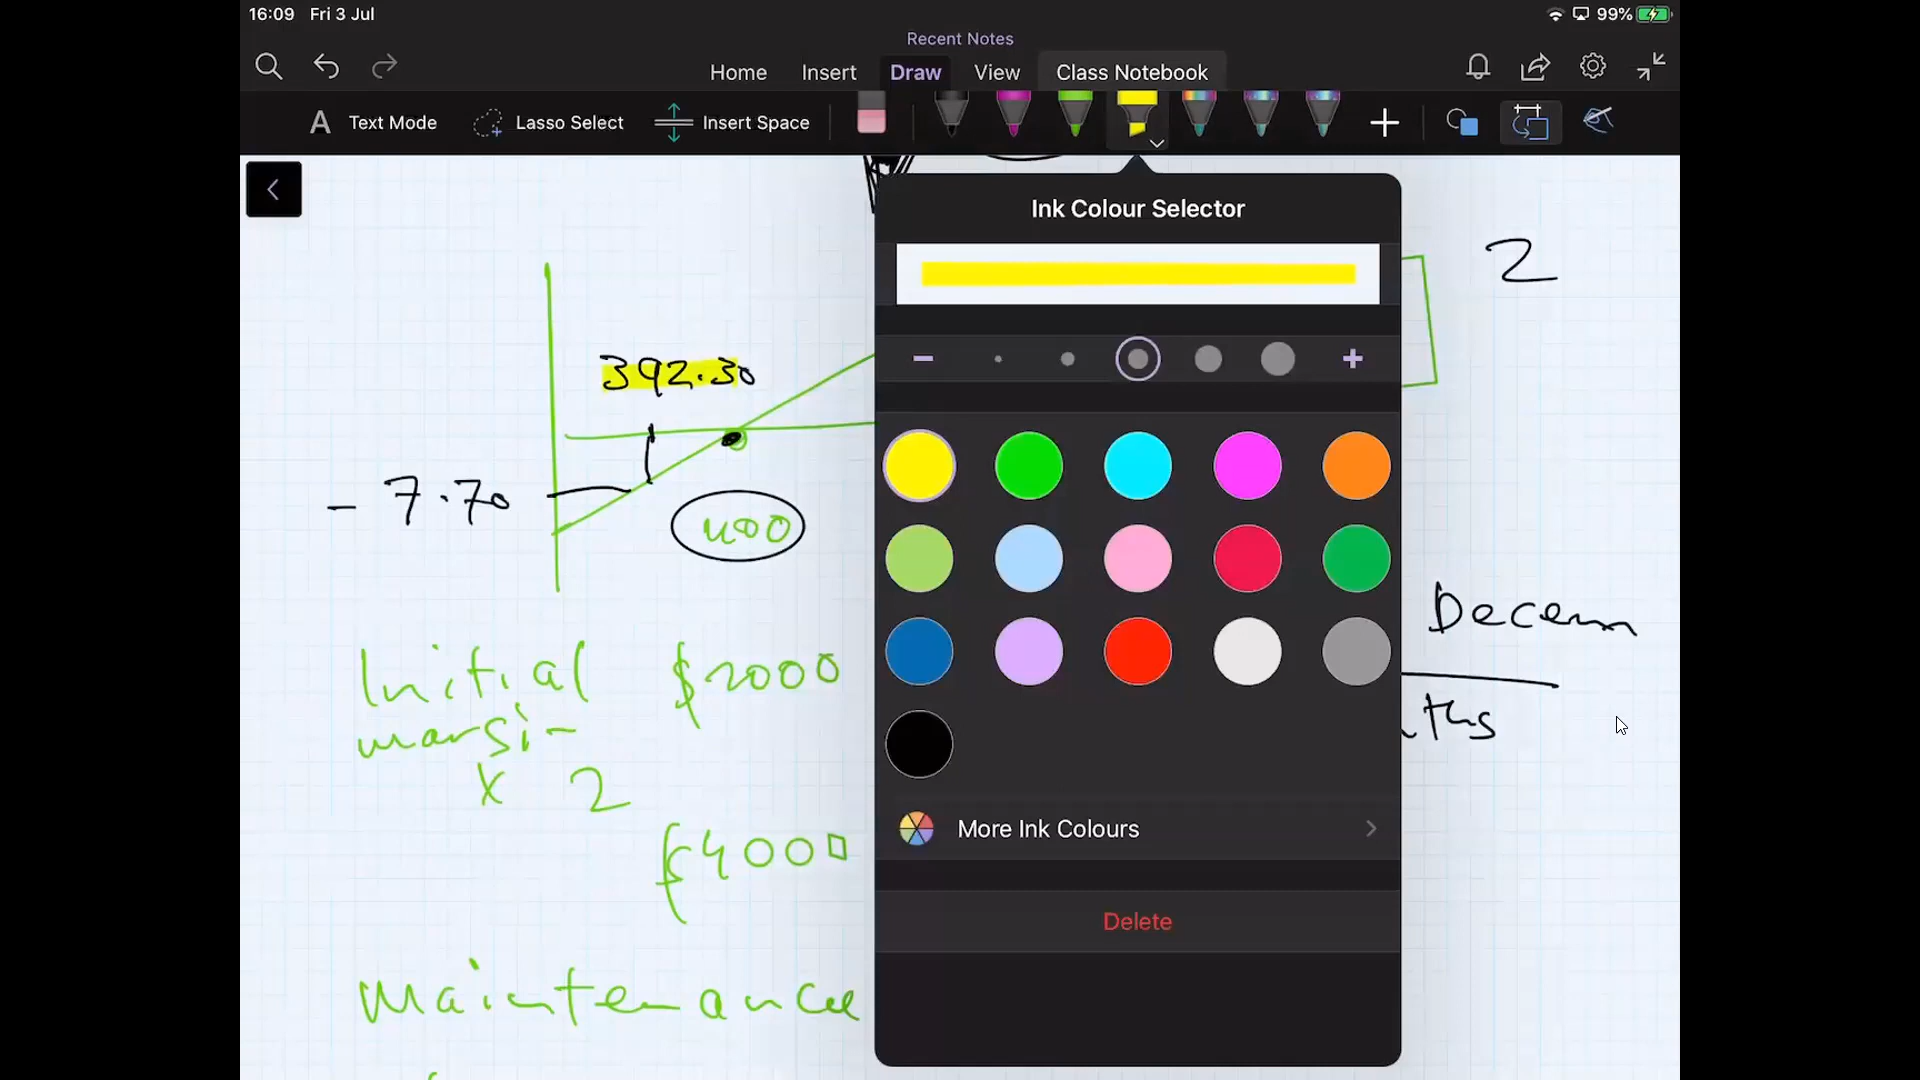 16:09 Fri 3 Jul
99%
Recent Notes
Home Insert Draw View Class Notebook
A Text Mode Lasso Select Insert Space
Ink Colour Selector
2
392.30
- 7.70
400
Decem
Initial $2000
margin
x 2
$4000
Maintenance
More Ink Colours
Delete